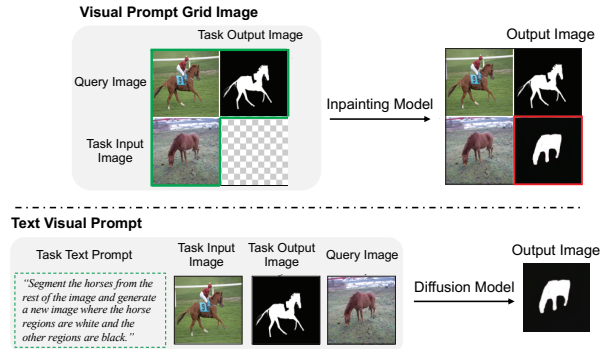 Visual Prompt Grid Image
Task Output Image
Output Image
Query Image
Inpainting Model
Task Input
Image
Text Visual Prompt
Task Text Prompt
Task Input
Image
Task Output
Image
Query Image
Output Image
“Segment the horses from the
rest of the image and generate
a new image where the horse
regions are white and the
other regions are black.”
Diffusion Model